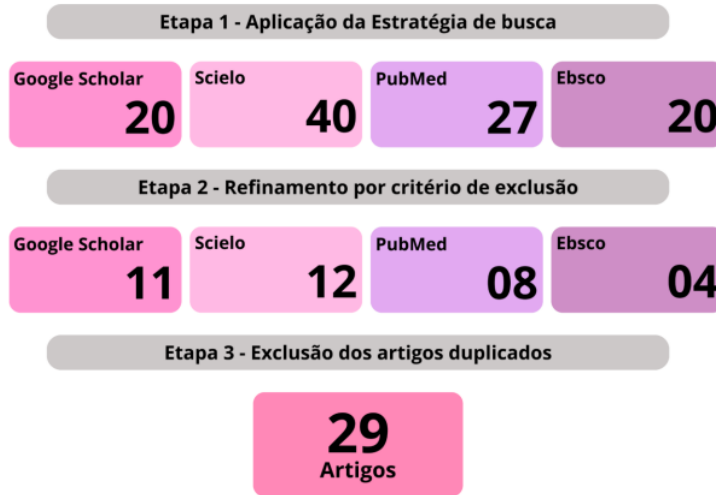 Etapa 1 - Aplicação da Estratégia de busca
Google Scholar
20
Scielo
40
PubMed
27
Ebsco
20
Etapa 2 - Refinamento por critério de exclusão
Google Scholar
11
Scielo
12
PubMed
08
Ebsco
04
Etapa 3 - Exclusão dos artigos duplicados
29
Artigos